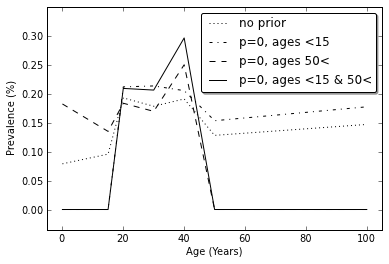 no prior
p=0, ages <15
p=0, ages 50<
p=0, ages <15 & 50<
Prevalence (%)
0.30
0.25
0.20
0.15
0.10
0.05
0.00
0 20 40 60 80 100
Age (Years)